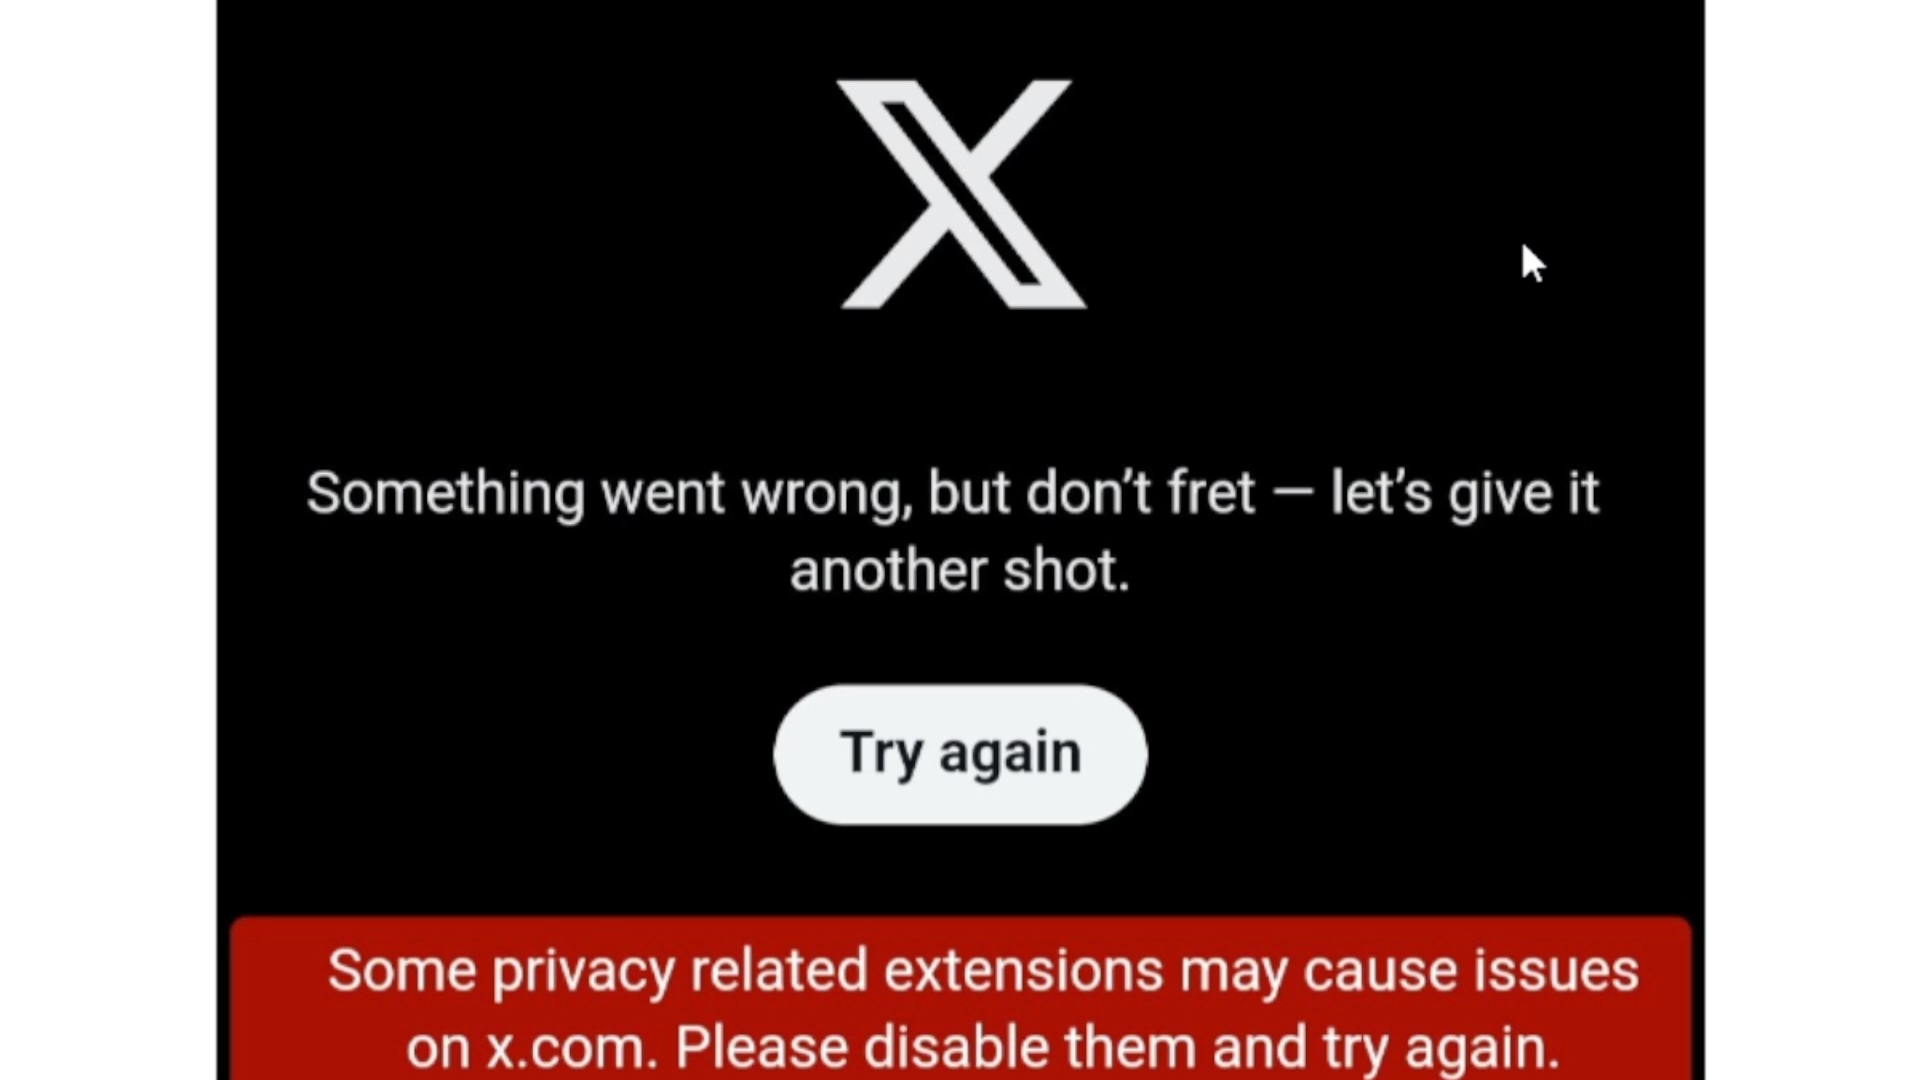 Something went wrong, but don’t fret — let’s give it
another shot.
Try again
Some privacy related extensions may cause issues
on x.com. Please disable them and try again.